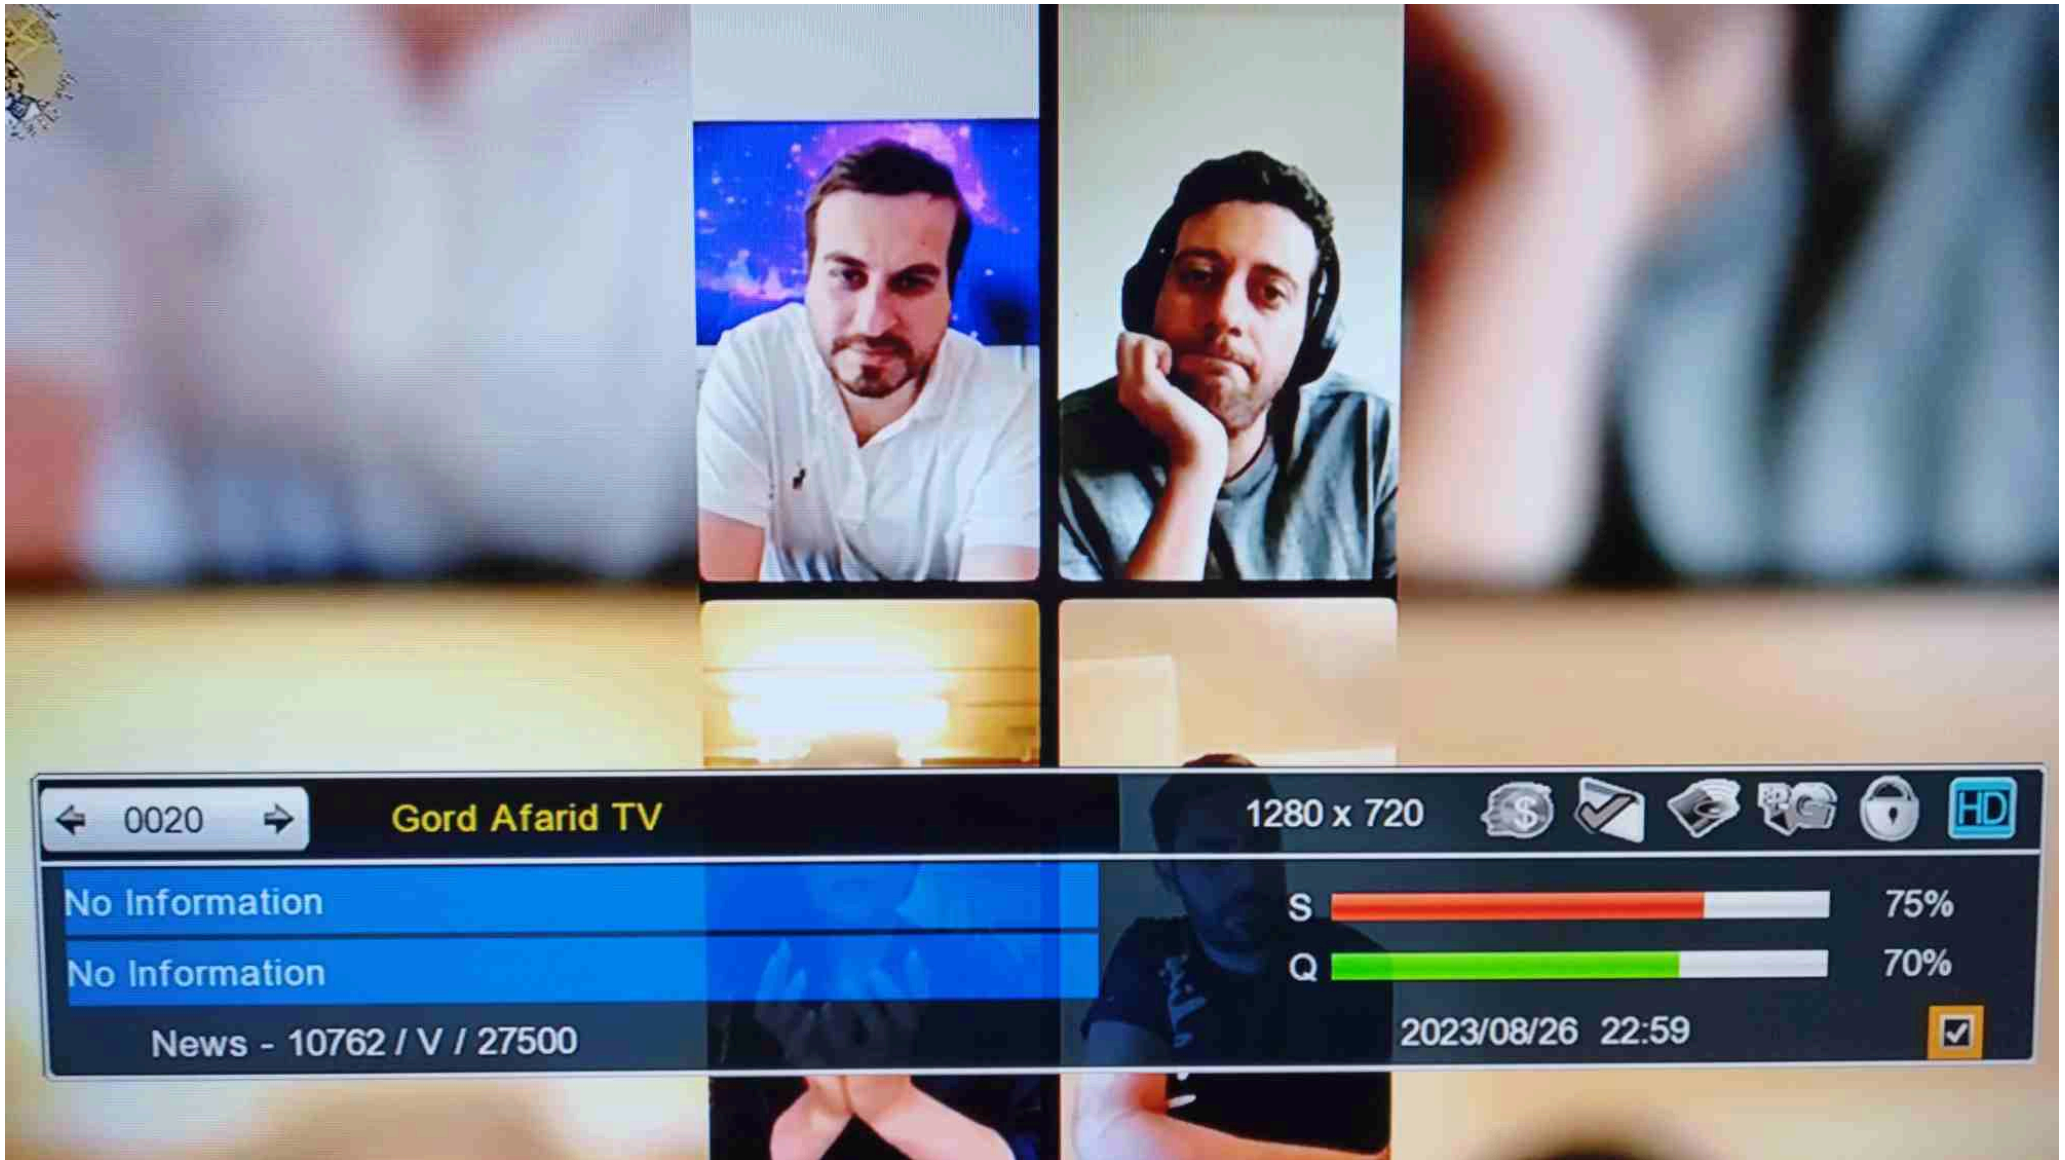 0020
Gord Afarid TV
1280 x 720
$
G
G
HD
No Information
S
75%
No Information
Q
70%
News - 10762 / V / 27500
2023/08/26 22:59